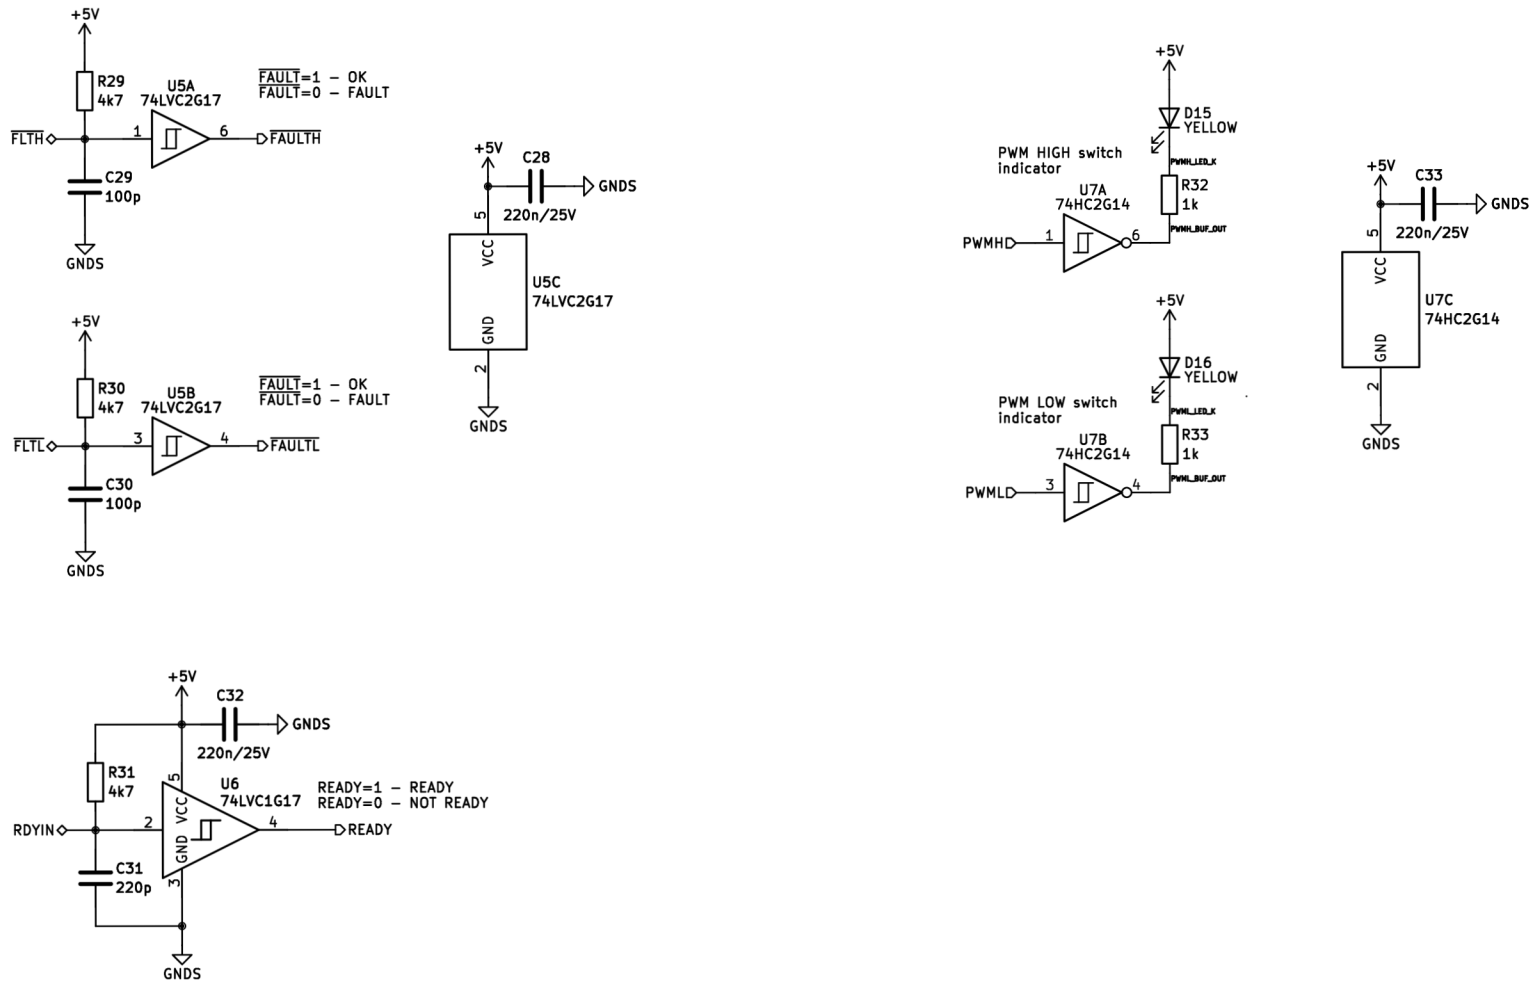 +5V
R29
4k7
U5A
74LVC2G17
FAULT=1 – OK
FAULT=0 – FAULT
FLTH
1
6
FAULTH
C29
100p
GNDS
+5V
C28
GNDS
220n/25V
5
VCC
U5C
74LVC2G17
GND
2
GNDS
+5V
R30
4k7
U5B
74LVC2G17
FAULT=1 – OK
FAULT=0 – FAULT
FLTL
3
4
FAULTL
C30
100p
GNDS
+5V
C32
GNDS
220n/25V
R31
4k7
5
VCC
U6
74LVC1G17
READY=1 – READY
READY=0 – NOT READY
RDYIN
2
4
READY
GND
C31
220p
3
GNDS
+5V
D15
YELLOW
PWM HIGH switch
indicator
PWMH_LED_K
U7A
74HC2G14
R32
1k
PWMH_BUF_OUT
PWMH
1
6
+5V
D16
YELLOW
PWM LOW switch
indicator
PWML_LED_K
U7B
74HC2G14
R33
1k
PWML_BUF_OUT
PWML
3
4
+5V
C33
GNDS
220n/25V
5
VCC
U7C
74HC2G14
GND
2
GNDS